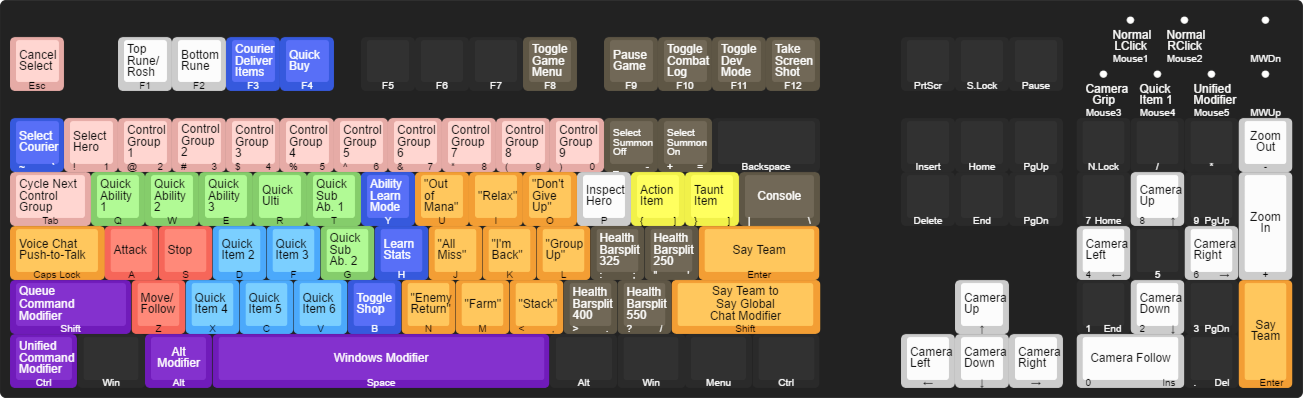 Normal LClick Mouse1
Normal RClick Mouse2
MWDn
Cancel Select Esc
Top Rune/ Rosh F1
Bottom Rune F2
Courier Deliver Items F3
Quick Buy F4
F5
F6
F7
Toggle Game Menu F8
Pause Game F9
Toggle Combat Log F10
Toggle Dev Mode F11
Take Screen Shot F12
PrtScr
S.Lock
Pause
Camera Grip Mouse3
Quick Item 1 Mouse4
Unified Modifier Mouse5
MWUp
Select Courier ~ `
Select Hero ! 1
Control Group 1 @ 2
Control Group 2 # 3
Control Group 3 $ 4
Control Group 4 % 5
Control Group 5 ^ 6
Control Group 6 & 7
Control Group 7 * 8
Control Group 8 ( 9
Control Group 9 ) 0
Select Summon Off _ -
Select Summon On + =
Backspace
Insert
Home
PgUp
N.Lock
/
*
Zoom Out -
Cycle Next Control Group Tab
Quick Ability 1 Q
Quick Ability 2 W
Quick Ability 3 E
Quick Ulti R
Quick Sub Ab. 1 T
Ability Learn Mode Y
"Out of Mana" U
"Relax" I
"Don't Give Up" O
Inspect Hero P
Action Item { ]
Taunt Item } ]
Console | \
Delete
End
PgDn
7 Home
Camera Up 8 ↑
9 PgUp
Zoom In +
Voice Chat Push-to-Talk Caps Lock
Attack A
Stop S
Quick Item 2 D
Quick Item 3 F
Quick Sub Ab. 2 G
Learn Stats H
"All Miss" J
"I'm Back" K
"Group Up" L
Health Barsplit 325 : ;
Health Barsplit 250 " '
Say Team Enter
Camera Left 4 ←
5
Camera Right 6 →
Queue Command Modifier Shift
Move/ Follow Z
Quick Item 4 X
Quick Item 5 C
Quick Item 6 V
Toggle Shop B
"Enemy Return" N
"Farm" M
"Stack" < ,
Health Barsplit 400 > .
Health Barsplit 550 ? /
Say Team to Say Global Chat Modifier Shift
Camera Up ↑
1 End
Camera Down 2 ↓
3 PgDn
Say Team Enter
Unified Command Modifier Ctrl
Win
Alt Modifier Alt
Windows Modifier Space
Alt
Win
Menu
Ctrl
Camera Left ←
Camera Down ↓
Camera Right →
Camera Follow 0 Ins
. Del